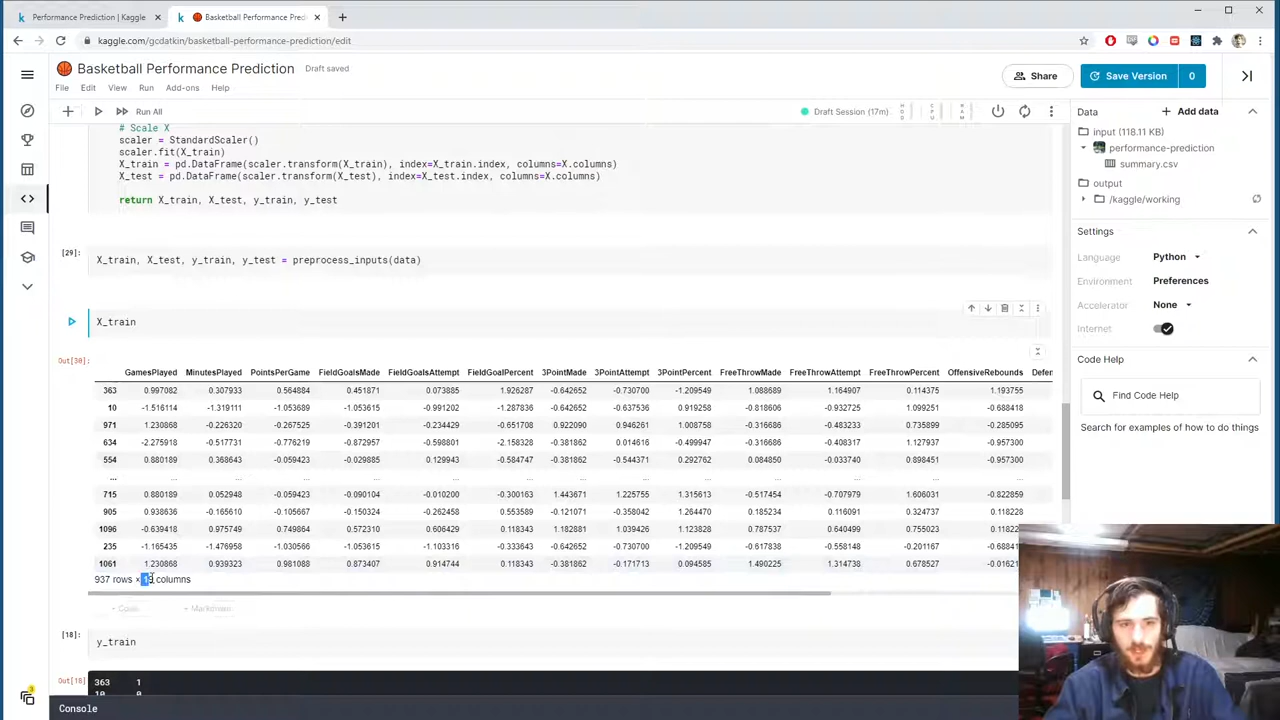 Performance Prediction | Kaggle
Basketball Performance Pred
kaggle.com/gcdatkin/basketball-performance-prediction/edit
Basketball Performance Prediction
Draft saved
File Edit View Run Add-ons Help
Share
Save Version 0
Run All
Draft Session (17m)
# Scale X
scaler = StandardScaler()
scaler.fit(X_train)
X_train = pd.DataFrame(scaler.transform(X_train), index=X_train.index, columns=X.columns)
X_test = pd.DataFrame(scaler.transform(X_test), index=X_test.index, columns=X.columns)
return X_train, X_test, y_train, y_test
[29]: X_train, X_test, y_train, y_test = preprocess_inputs(data)
X_train
Out[30]:
GamesPlayed MinutesPlayed PointsPerGame FieldGoalsMade FieldGoalsAttempt FieldGoalPercent 3PointMade 3PointAttempt 3PointPercent FreeThrowMade FreeThrowAttempt FreeThrowPercent OffensiveRebounds Defen
363 0.997082 0.307933 0.564884 0.451871 0.073885 1.926287 -0.642652 -0.730700 -1.209549 1.088689 1.164907 0.114375 1.193755
10 -1.516114 -1.319111 -1.053689 -1.053615 -0.991202 -1.287836 -0.642652 -0.637536 0.919258 -0.818606 -0.932725 1.099251 -0.688418
971 1.230868 -0.226320 -0.267525 -0.391201 -0.234429 -0.651708 0.922090 0.946261 1.008758 -0.316686 -0.483233 0.735899 -0.285095
634 -2.275918 -0.517731 -0.776219 -0.872957 -0.598801 -2.158328 -0.381862 0.014616 -0.499947 -0.316686 -0.408317 1.127937 -0.957300
554 0.880189 0.368643 -0.059423 -0.029885 0.129943 -0.584747 -0.381862 -0.544371 0.292762 0.084850 -0.033740 0.898451 -0.957300
... ... ... ... ... ... ... ... ... ... ... ... ... ...
715 0.880189 0.052948 -0.059423 -0.090104 -0.010200 -0.300163 1.443671 1.225755 1.315613 -0.517454 -0.707979 1.606031 -0.822859
905 0.938636 -0.165610 -0.105667 -0.150324 -0.262458 0.553589 -0.121071 -0.358042 1.264470 0.185234 0.116091 0.324737 0.118228
1096 -0.639418 0.975749 0.749864 0.572310 0.606429 0.118343 1.182881 1.039426 1.123828 0.787537 0.640499 0.755023 0.118228
235 -1.165435 -1.476958 -1.030566 -1.053615 -1.103316 -0.333643 -0.642652 -0.730700 -1.209549 -0.617838 -0.558148 -0.201167 -0.68841
1061 1.230868 0.939323 0.981088 0.873407 0.914744 0.118343 -0.381862 -0.171713 0.094585 1.490225 1.314738 0.678527 -0.01621
937 rows × columns
+ Code + Markdown
[18]: y_train
Out[18]:
363 1
10 0
Console
Data
Add data
input (118.11 KB)
performance-prediction
summary.csv
output
/kaggle/working
Settings
Language Python
Environment Preferences
Accelerator None
Internet
Code Help
Find Code Help
Search for examples of how to do things